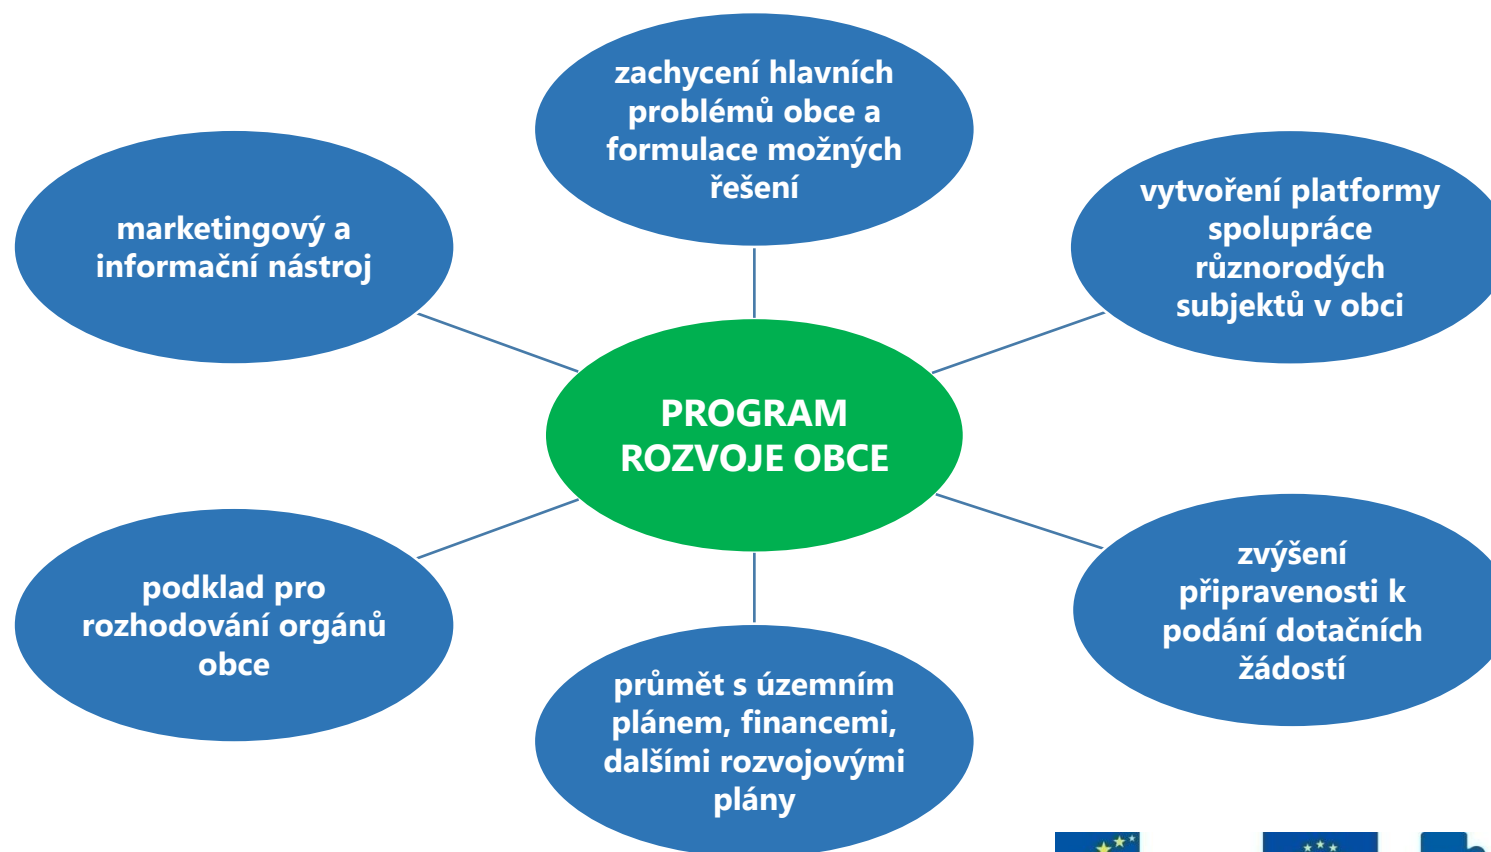 zachycení hlavních
problémů obce a
formulace možných
řešení
marketingový a
informační nástroj
vytvoření platformy
spolupráce
různorodých
subjektů v obci
PROGRAM
ROZVOJE OBCE
podklad pro
rozhodování orgánů
obce
zvýšení
připravenosti k
podání dotačních
žádostí
průmět s územním
plánem, financemi,
dalšími rozvojovými
plány